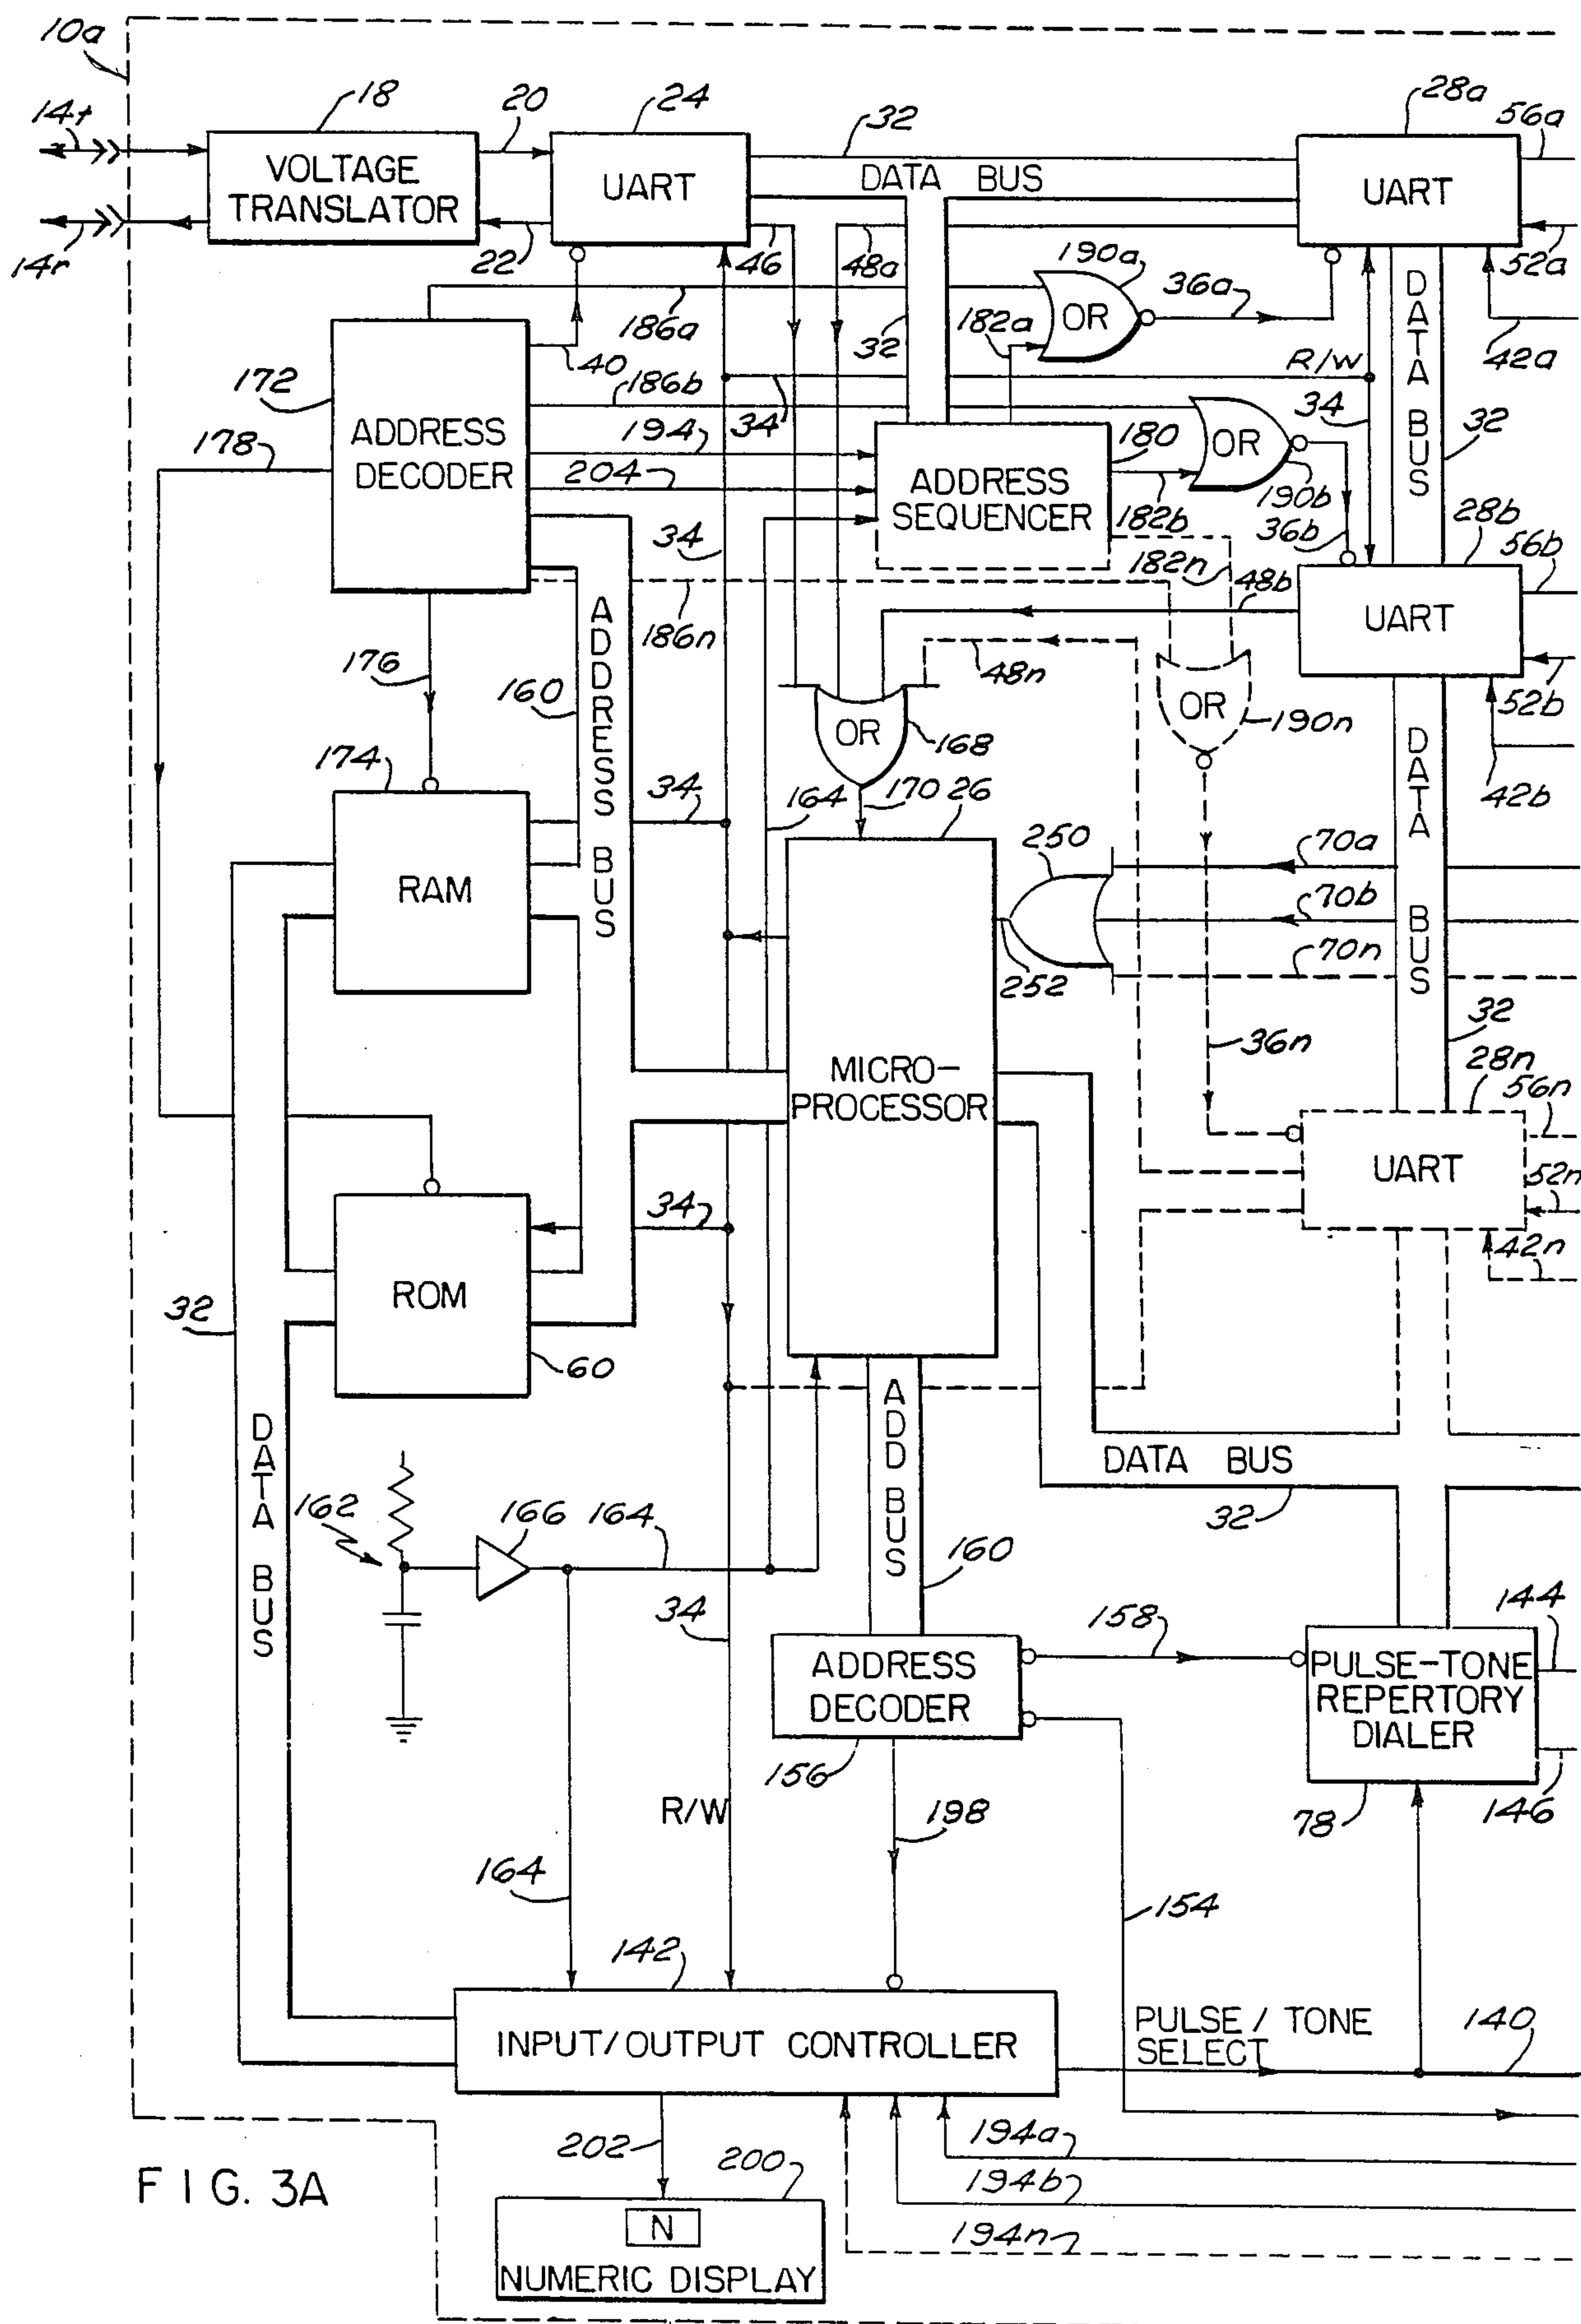 10a
14t
14r
18
VOLTAGE
TRANSLATOR
20
22
24
UART
32
DATA BUS
46
48a
28a
UART
56a
52a
42a
40
186a
190a
OR
36a
182a
32
R/W
34
34
DATA BUS
32
172
ADDRESS
DECODER
186b
194
204
178
ADDRESS
SEQUENCER
180
182b
OR
190b
36b
28b
56b
UART
52b
42b
34
182n
186n
48b
48n
OR
168
OR
190n
176
160
ADDRESS BUS
174
RAM
34
164
170
26
250
252
70a
70b
70n
DATA BUS
32
MICRO-
PROCESSOR
36n
28n
56n
UART
52n
42n
34
ROM
60
32
DATA BUS
162
166
164
ADD BUS
160
DATA BUS
32
34
158
ADDRESS
DECODER
156
PULSE-TONE
REPERTORY
DIALER
144
146
78
R/W
198
164
154
142
INPUT/OUTPUT CONTROLLER
PULSE / TONE
SELECT
140
194a
194b
194n
202
200
N
NUMERIC DISPLAY
FIG. 3A